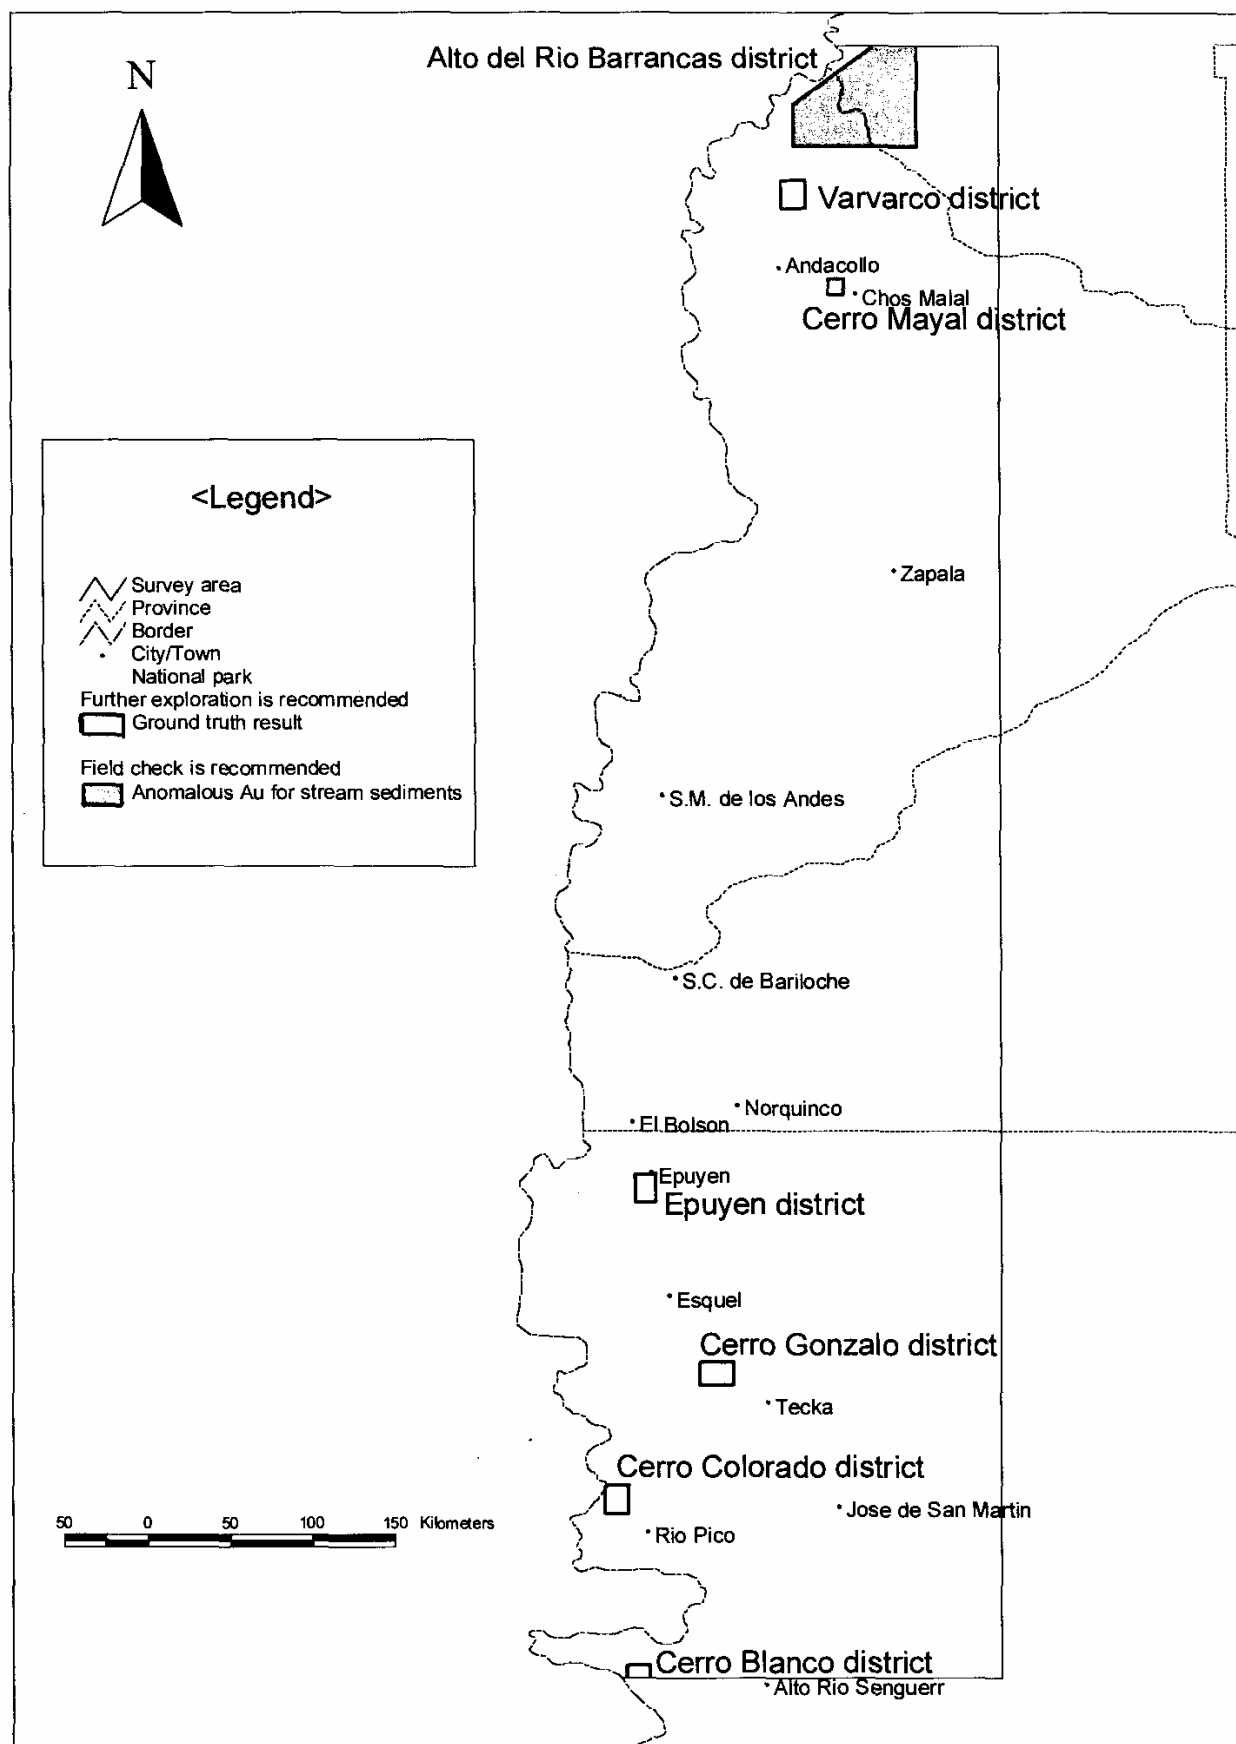 Alto del Rio Barrancas district
N
Varvarco district
Andacollo
Chos Malal
Cerro Mayal district
<Legend>
Survey area
Province
Border
City/Town
National park
Further exploration is recommended
Ground truth result
Field check is recommended
Anomalous Au for stream sediments
Zapala
S.M. de los Andes
S.C. de Bariloche
Norquinco
El Bolson
Epuyen
Epuyen district
Esquel
Cerro Gonzalo district
Tecka
Cerro Colorado district
Jose de San Martin
50 0 50 100 150 Kilometers
Rio Pico
Cerro Blanco district
Alto Rio Senguerr